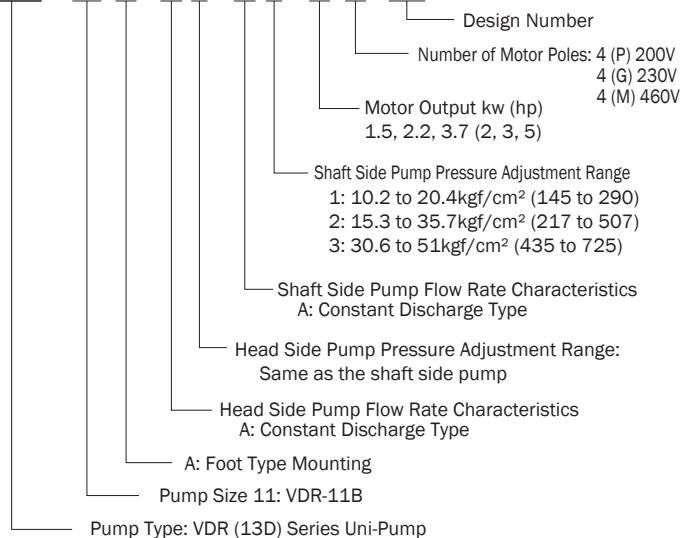 Design Number
Number of Motor Poles: 4 (P) 200V
4 (G) 230V
4 (M) 460V
Motor Output kw (hp)
1.5, 2.2, 3.7 (2, 3, 5)
Shaft Side Pump Pressure Adjustment Range
1: 10.2 to 20.4kgf/cm² (145 to 290)
2: 15.3 to 35.7kgf/cm² (217 to 507)
3: 30.6 to 51kgf/cm² (435 to 725)
Shaft Side Pump Flow Rate Characteristics
A: Constant Discharge Type
Head Side Pump Pressure Adjustment Range:
Same as the shaft side pump
Head Side Pump Flow Rate Characteristics
A: Constant Discharge Type
A: Foot Type Mounting
Pump Size 11: VDR-11B
Pump Type: VDR (13D) Series Uni-Pump